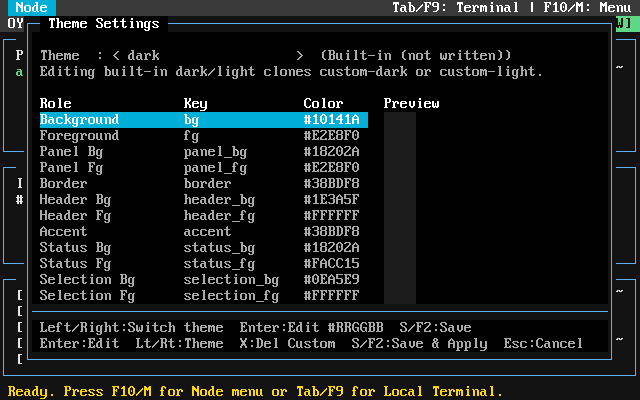 Node Tab/F9: Terminal | F10/M: Menu
OY Theme Settings W]
P Theme : < dark > (Built-in (not written)) ~
a Editing built-in dark/light clones custom-dark or custom-light.
Role Key Color Preview
Background bg #10141A
Foreground fg #E2E8F0
Panel Bg panel_bg #18202A
Panel Fg panel_fg #E2E8F0
I Border border #38BDF8
# Header Bg header_bg #1E3A5F
Header Fg header_fg #FFFFFF
Accent accent #38BDF8
Status Bg status_bg #18202A
Status Fg status_fg #FACC15
Selection Bg selection_bg #0EA5E9
[ Selection Fg selection_fg #FFFFFF ~
[
[ Left/Right:Switch theme Enter:Edit #RRGGBB S/F2:Save ~
[ Enter:Edit Lt/Rt:Theme X:Del Custom S/F2:Save & Apply Esc:Cancel ~
[
Ready. Press F10/M for Node menu or Tab/F9 for Local Terminal.